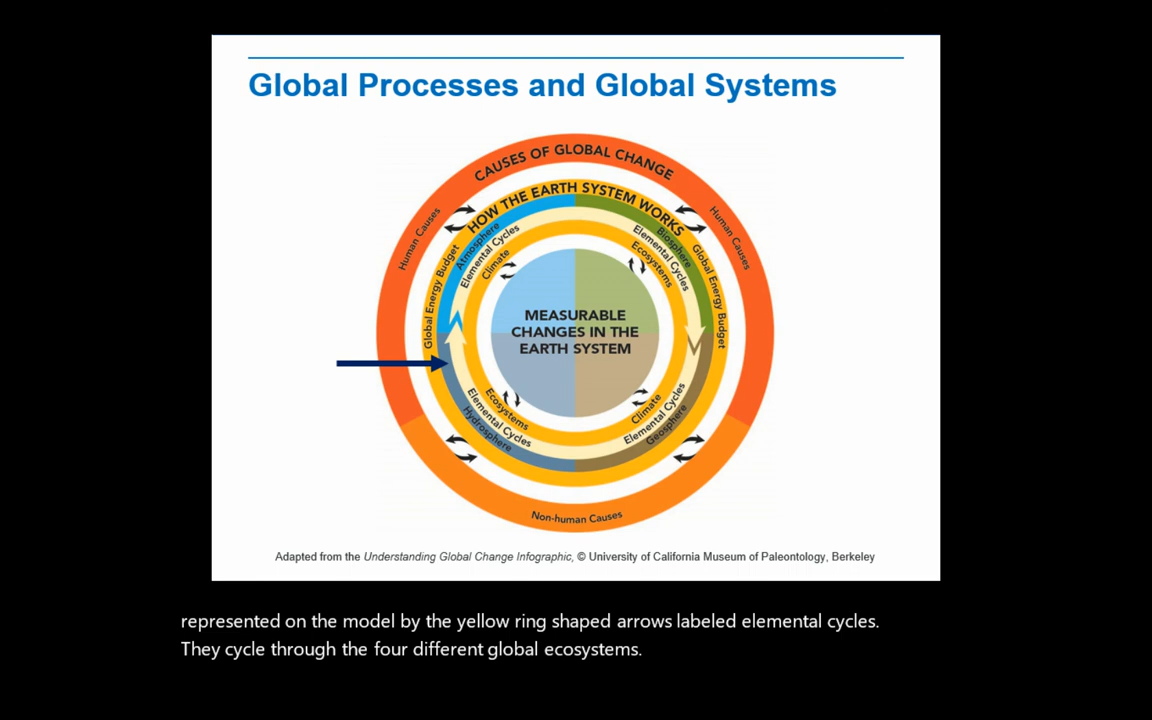 Global Processes and Global Systems
CAUSES OF GLOBAL CHANGE
HOW THE EARTH SYSTEM WORKS
Human Causes
Human Causes
Global Energy Budget
Global Energy Budget
Atmosphere
Elemental Cycles
Climate
Biosphere
Elemental Cycles
Ecosystems
MEASURABLE
CHANGES IN THE
EARTH SYSTEM
Ecosystems
Elemental Cycles
Hydrosphere
Climate
Elemental Cycles
Geosphere
Non-human Causes
Adapted from the Understanding Global Change Infographic, © University of California Museum of Paleontology, Berkeley
represented on the model by the yellow ring shaped arrows labeled elemental cycles.
They cycle through the four different global ecosystems.